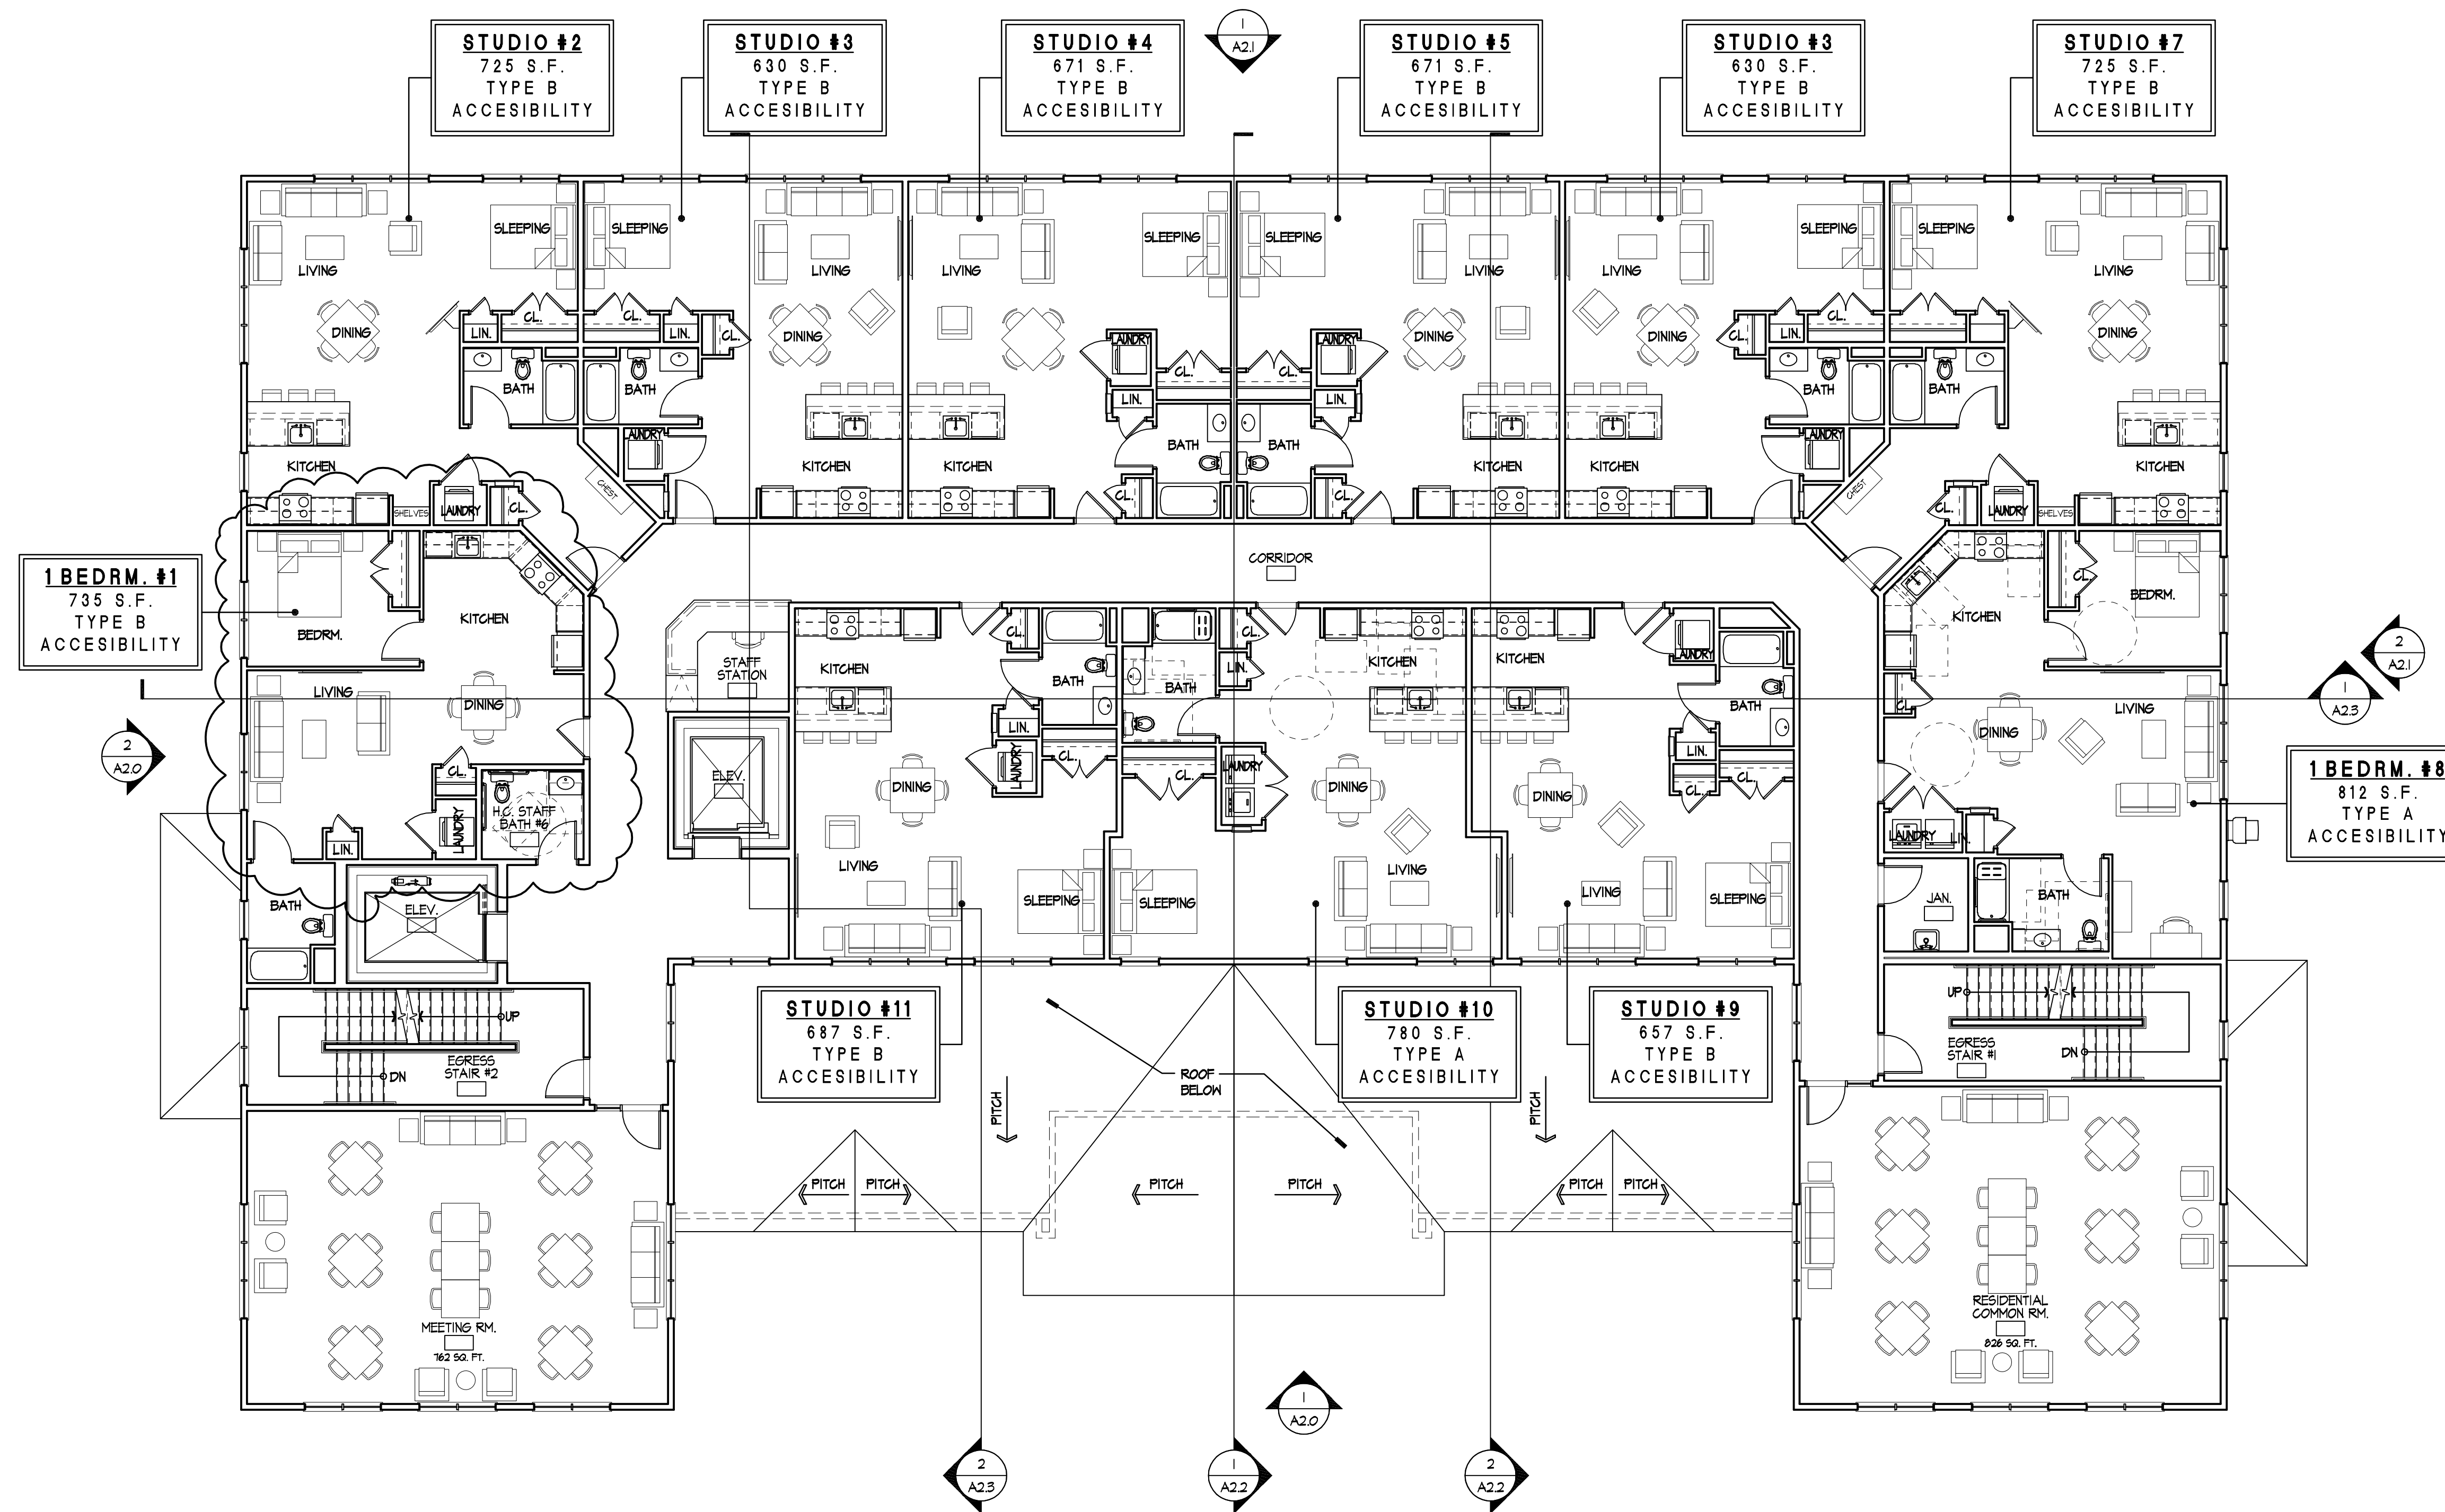 STUDIO #2
725 S.F.
TYPE B
ACCESIBILITY
STUDIO #3
630 S.F.
TYPE B
ACCESIBILITY
STUDIO #4
671 S.F.
TYPE B
ACCESIBILITY
1
A2.1
STUDIO #5
671 S.F.
TYPE B
ACCESIBILITY
STUDIO #3
630 S.F.
TYPE B
ACCESIBILITY
STUDIO #7
725 S.F.
TYPE B
ACCESIBILITY
LIVING
SLEEPING
DINING
LIN.
CL.
BATH
KITCHEN
SHELVES
LAUNDRY
CL.
SLEEPING
LIVING
CL.
LIN.
CL.
DINING
BATH
LAUNDRY
KITCHEN
CHEST
LIVING
SLEEPING
LAUNDRY
CL.
LIN.
BATH
KITCHEN
CL.
SLEEPING
LIVING
LAUNDRY
CL.
LIN.
DINING
BATH
KITCHEN
CL.
LIVING
SLEEPING
DINING
CL.
LIN.
CL.
BATH
LAUNDRY
KITCHEN
CHEST
SLEEPING
LIVING
DINING
BATH
KITCHEN
CL.
LAUNDRY
SHELVES
CORRIDOR
1 BEDRM. #1
735 S.F.
TYPE B
ACCESIBILITY
BEDRM.
KITCHEN
LIVING
DINING
CL.
LAUNDRY
H.C. STAFF
BATH #6
LIN.
BATH
ELEV.
STAFF
STATION
ELEV.
KITCHEN
CL.
BATH
LIN.
LAUNDRY
CL.
DINING
LIVING
SLEEPING
CL.
LIN.
BATH
KITCHEN
LAUNDRY
CL.
DINING
LIVING
SLEEPING
KITCHEN
LAUNDRY
BATH
LIN.
CL.
CL.
DINING
LIVING
SLEEPING
KITCHEN
CL.
BEDRM.
CL.
LIVING
DINING
LAUNDRY
LIN.
JAN.
BATH
2
A2.1
1
A2.3
2
A2.0
1 BEDRM. #8
812 S.F.
TYPE A
ACCESIBILITY
STUDIO #11
687 S.F.
TYPE B
ACCESIBILITY
STUDIO #10
780 S.F.
TYPE A
ACCESIBILITY
STUDIO #9
657 S.F.
TYPE B
ACCESIBILITY
UP
EGRESS
STAIR #2
DN
UP
EGRESS
STAIR #1
DN
ROOF
BELOW
PITCH
PITCH
PITCH
PITCH
PITCH
PITCH
PITCH
PITCH
MEETING RM.
762 SQ. FT.
RESIDENTIAL
COMMON RM.
826 SQ. FT.
1
A2.0
2
A2.3
1
A2.2
2
A2.2